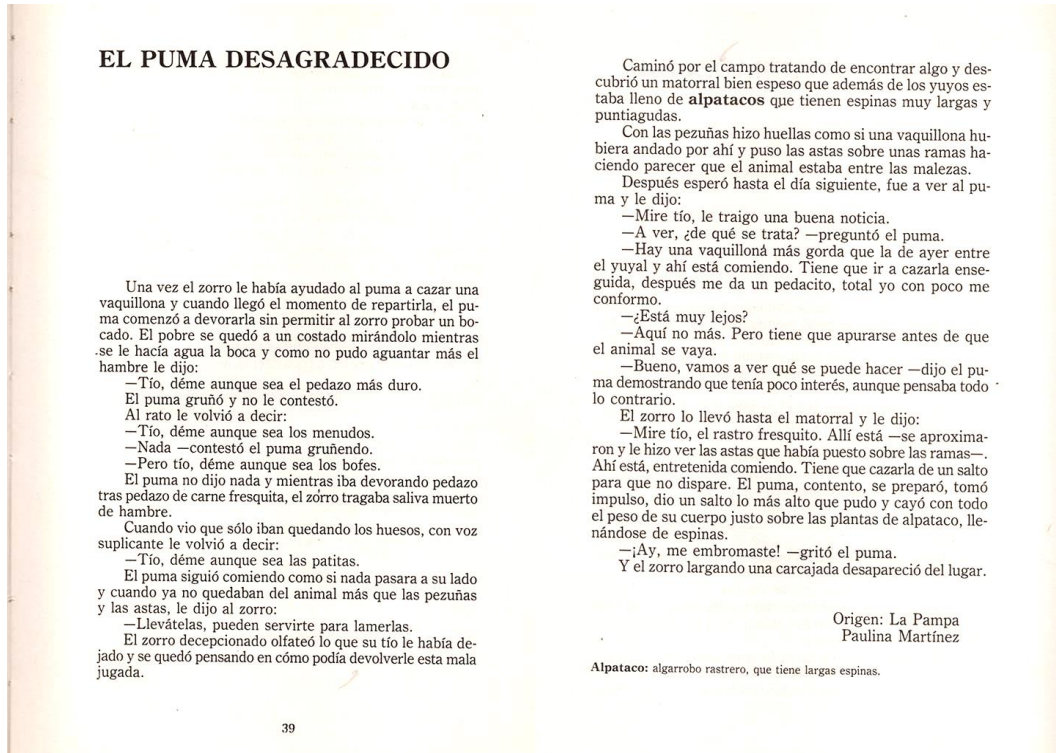 EL PUMA DESAGRADECIDO
Una vez el zorro le había ayudado al puma a cazar una
vaquillona y cuando llegó el momento de repartirla, el pu-
ma comenzó a devorarla sin permitir al zorro probar un bo-
cado. El pobre se quedó a un costado mirándolo mientras
se le hacía agua la boca y como no pudo aguantar más el
hambre le dijo:
—Tío, déme aunque sea el pedazo más duro.
El puma gruñó y no le contestó.
Al rato le volvió a decir:
—Tío, déme aunque sea los menudos.
—Nada —contestó el puma gruñendo.
—Pero tío, déme aunque sea los bofes.
El puma no dijo nada y mientras iba devorando pedazo
tras pedazo de carne fresquita, el zorro tragaba saliva muerto
de hambre.
Cuando vio que sólo iban quedando los huesos, con voz
suplicante le volvió a decir:
—Tío, déme aunque sea las patitas.
El puma siguió comiendo como si nada pasara a su lado
y cuando ya no quedaban del animal más que las pezuñas
y las astas, le dijo al zorro:
—Llevátelas, pueden servirte para lamerlas.
El zorro decepcionado olfateó lo que su tío le había de-
jado y se quedó pensando en cómo podía devolverle esta mala
jugada.
39
Caminó por el campo tratando de encontrar algo y des-
cubrió un matorral bien espeso que además de los yuyos es-
taba lleno de alpatacos que tienen espinas muy largas y
puntiagudas.
Con las pezuñas hizo huellas como si una vaquillona hu-
biera andado por ahí y puso las astas sobre unas ramas ha-
ciendo parecer que el animal estaba entre las malezas.
Después esperó hasta el día siguiente, fue a ver al pu-
ma y le dijo:
—Mire tío, le traigo una buena noticia.
—A ver, ¿de qué se trata? —preguntó el puma.
—Hay una vaquillona más gorda que la de ayer entre
el yuyal y ahí está comiendo. Tiene que ir a cazarla ense-
guida, después me da un pedacito, total yo con poco me
conformo.
—¿Está muy lejos?
—Aquí no más. Pero tiene que apurarse antes de que
el animal se vaya.
—Bueno, vamos a ver qué se puede hacer —dijo el pu-
ma demostrando que tenía poco interés, aunque pensaba todo
lo contrario.
El zorro lo llevó hasta el matorral y le dijo:
—Mire tío, el rastro fresquito. Allí está —se aproxima-
ron y le hizo ver las astas que había puesto sobre las ramas—.
Ahí está, entretenida comiendo. Tiene que cazarla de un salto
para que no dispare. El puma, contento, se preparó, tomó
impulso, dio un salto lo más alto que pudo y cayó con todo
el peso de su cuerpo justo sobre las plantas de alpataco, lle-
nándose de espinas.
—¡Ay, me embromaste! —gritó el puma.
Y el zorro largando una carcajada desapareció del lugar.
Origen: La Pampa
Paulina Martínez
Alpataco: algarrobo rastrero, que tiene largas espinas.